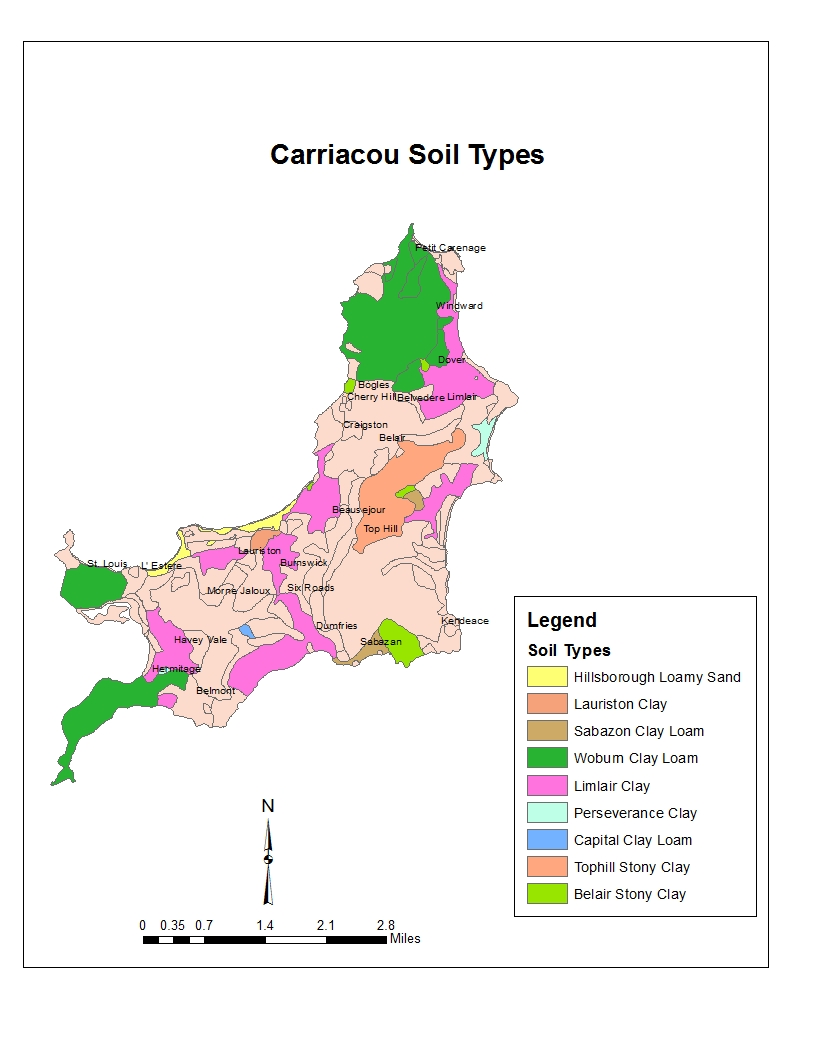 Carriacou Soil Types
Petit Carenage
Windward
Dover
Bogles
Cherry Hill
Belvedere
Limlair
Craigston
Belair
Beausejour
Top Hill
Lauriston
St. Louis
L' Estere
Burnswick
Morne Jaloux
Six Roads
Dumfries
Kendeace
Havey Vale
Sabazan
Hermitage
Belmont
Legend
Soil Types
Hillsborough Loamy Sand
Lauriston Clay
Sabazon Clay Loam
Woburn Clay Loam
Limlair Clay
Perseverance Clay
Capital Clay Loam
Tophill Stony Clay
Belair Stony Clay
N
0 0.35 0.7 1.4 2.1 2.8
Miles